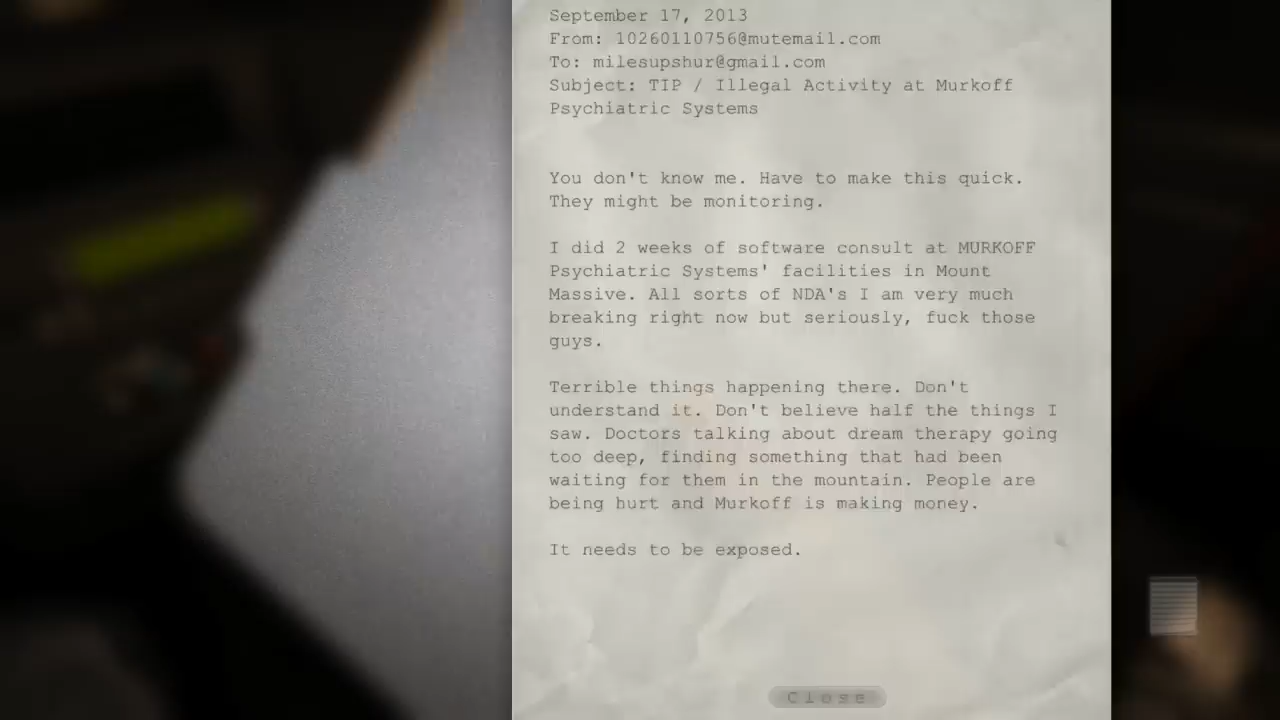 September 17, 2013
From: 10260110756@mutemail.com
To: milesupshur@gmail.com
Subject: TIP / Illegal Activity at Murkoff
Psychiatric Systems
You don't know me. Have to make this quick.
They might be monitoring.
I did 2 weeks of software consult at MURKOFF
Psychiatric Systems' facilities in Mount
Massive. All sorts of NDA's I am very much
breaking right now but seriously, fuck those
guys.
Terrible things happening there. Don't
understand it. Don't believe half the things I
saw. Doctors talking about dream therapy going
too deep, finding something that had been
waiting for them in the mountain. People are
being hurt and Murkoff is making money.
It needs to be exposed.
Close